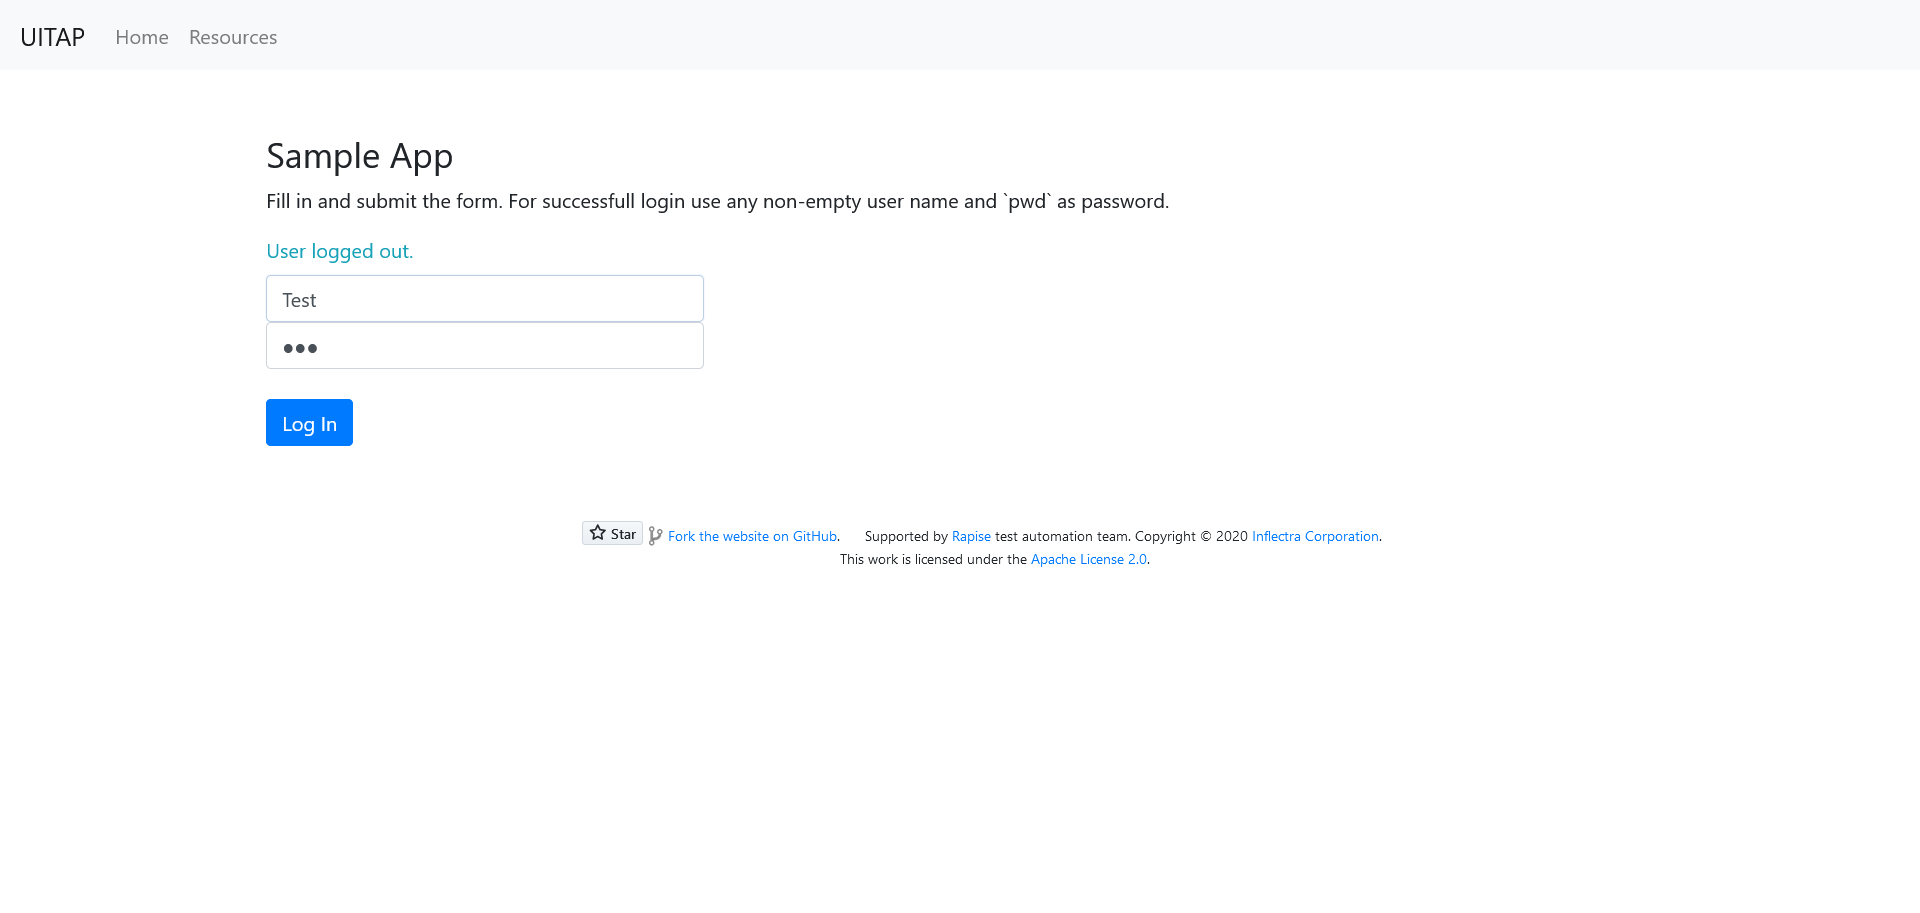 UITAP Home Resources
Sample App
Fill in and submit the form. For successfull login use any non-empty user name and `pwd` as password.
User logged out.
Test
●●●
Log In
Star Fork the website on GitHub. Supported by Rapise test automation team. Copyright © 2020 Inflectra Corporation.
This work is licensed under the Apache License 2.0.